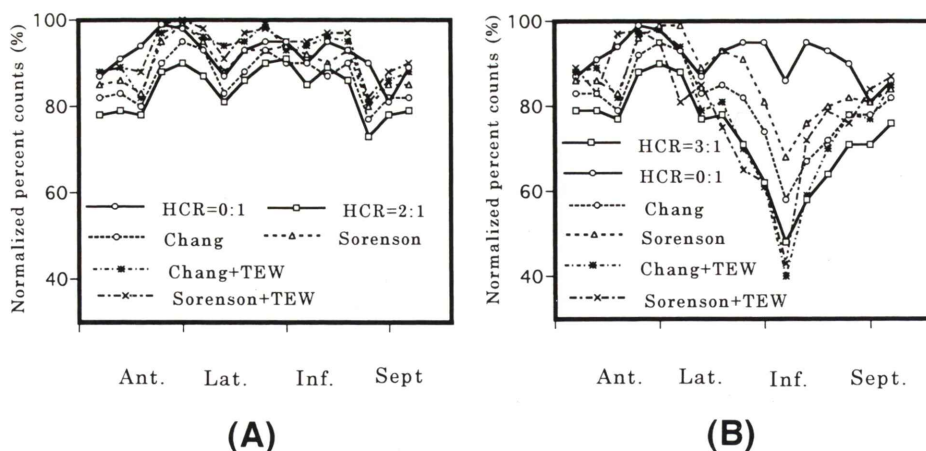 Normalized percent counts (%)
100
80
60
40
HCR=0:1 HCR=2:1
Chang Sorenson
Chang+TEW
Sorenson+TEW
Ant. Lat. Inf. Sept
(A)
Normalized percent counts (%)
100
80
60
40
HCR=3:1
HCR=0:1
Chang
Sorenson
Chang+TEW
Sorenson+TEW
Ant. Lat. Inf. Sept.
(B)